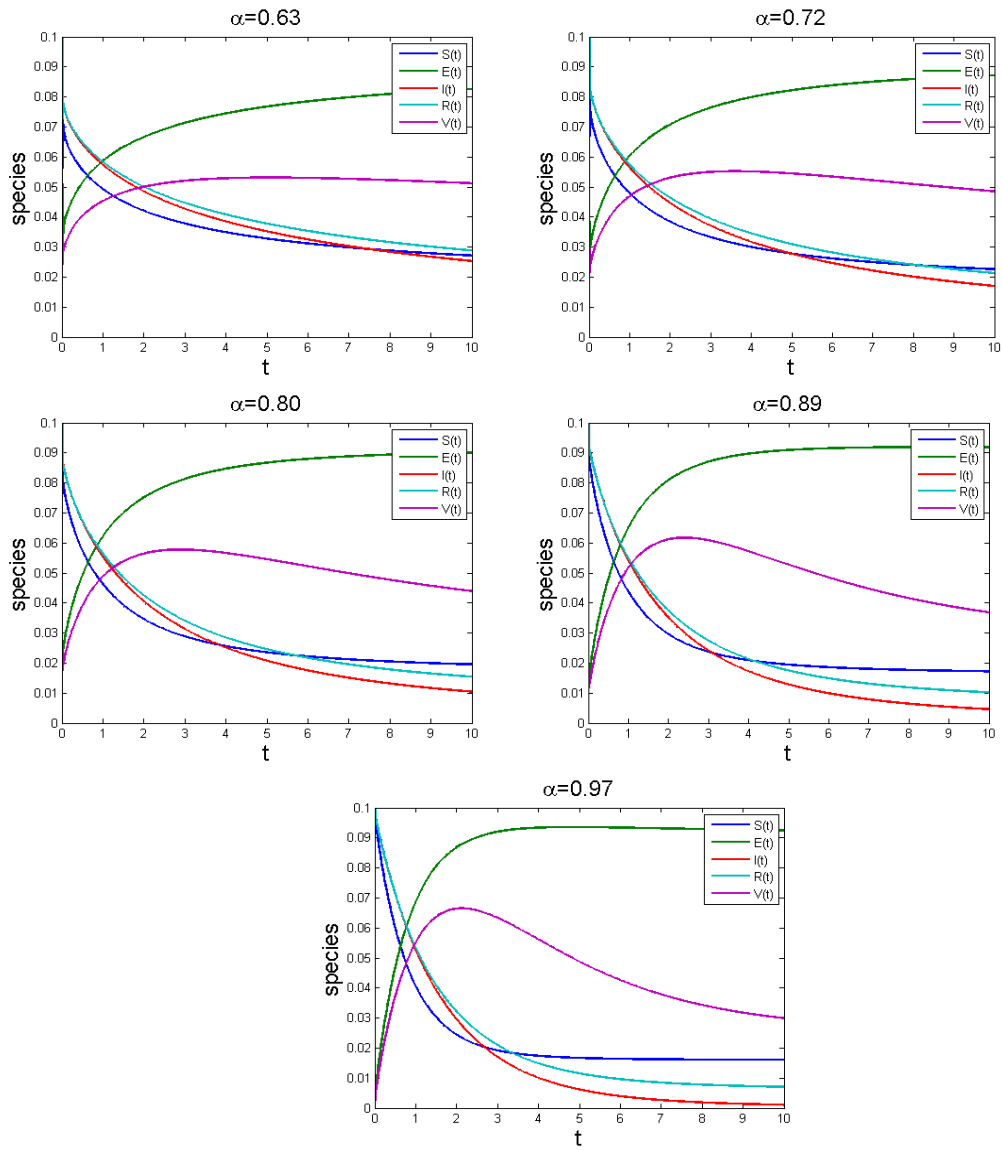 α=0.63
0.1
0.09
0.08
0.07
0.06
0.05
0.04
0.03
0.02
0.01
0
species
S(t)
E(t)
I(t)
R(t)
V(t)
0 1 2 3 4 5 6 7 8 9 10
t
α=0.72
0.1
0.09
0.08
0.07
0.06
0.05
0.04
0.03
0.02
0.01
0
species
S(t)
E(t)
I(t)
R(t)
V(t)
0 1 2 3 4 5 6 7 8 9 10
t
α=0.80
0.1
0.09
0.08
0.07
0.06
0.05
0.04
0.03
0.02
0.01
0
species
S(t)
E(t)
I(t)
R(t)
V(t)
0 1 2 3 4 5 6 7 8 9 10
t
α=0.89
0.1
0.09
0.08
0.07
0.06
0.05
0.04
0.03
0.02
0.01
0
species
S(t)
E(t)
I(t)
R(t)
V(t)
0 1 2 3 4 5 6 7 8 9 10
t
α=0.97
0.1
0.09
0.08
0.07
0.06
0.05
0.04
0.03
0.02
0.01
0
species
S(t)
E(t)
I(t)
R(t)
V(t)
0 1 2 3 4 5 6 7 8 9 10
t